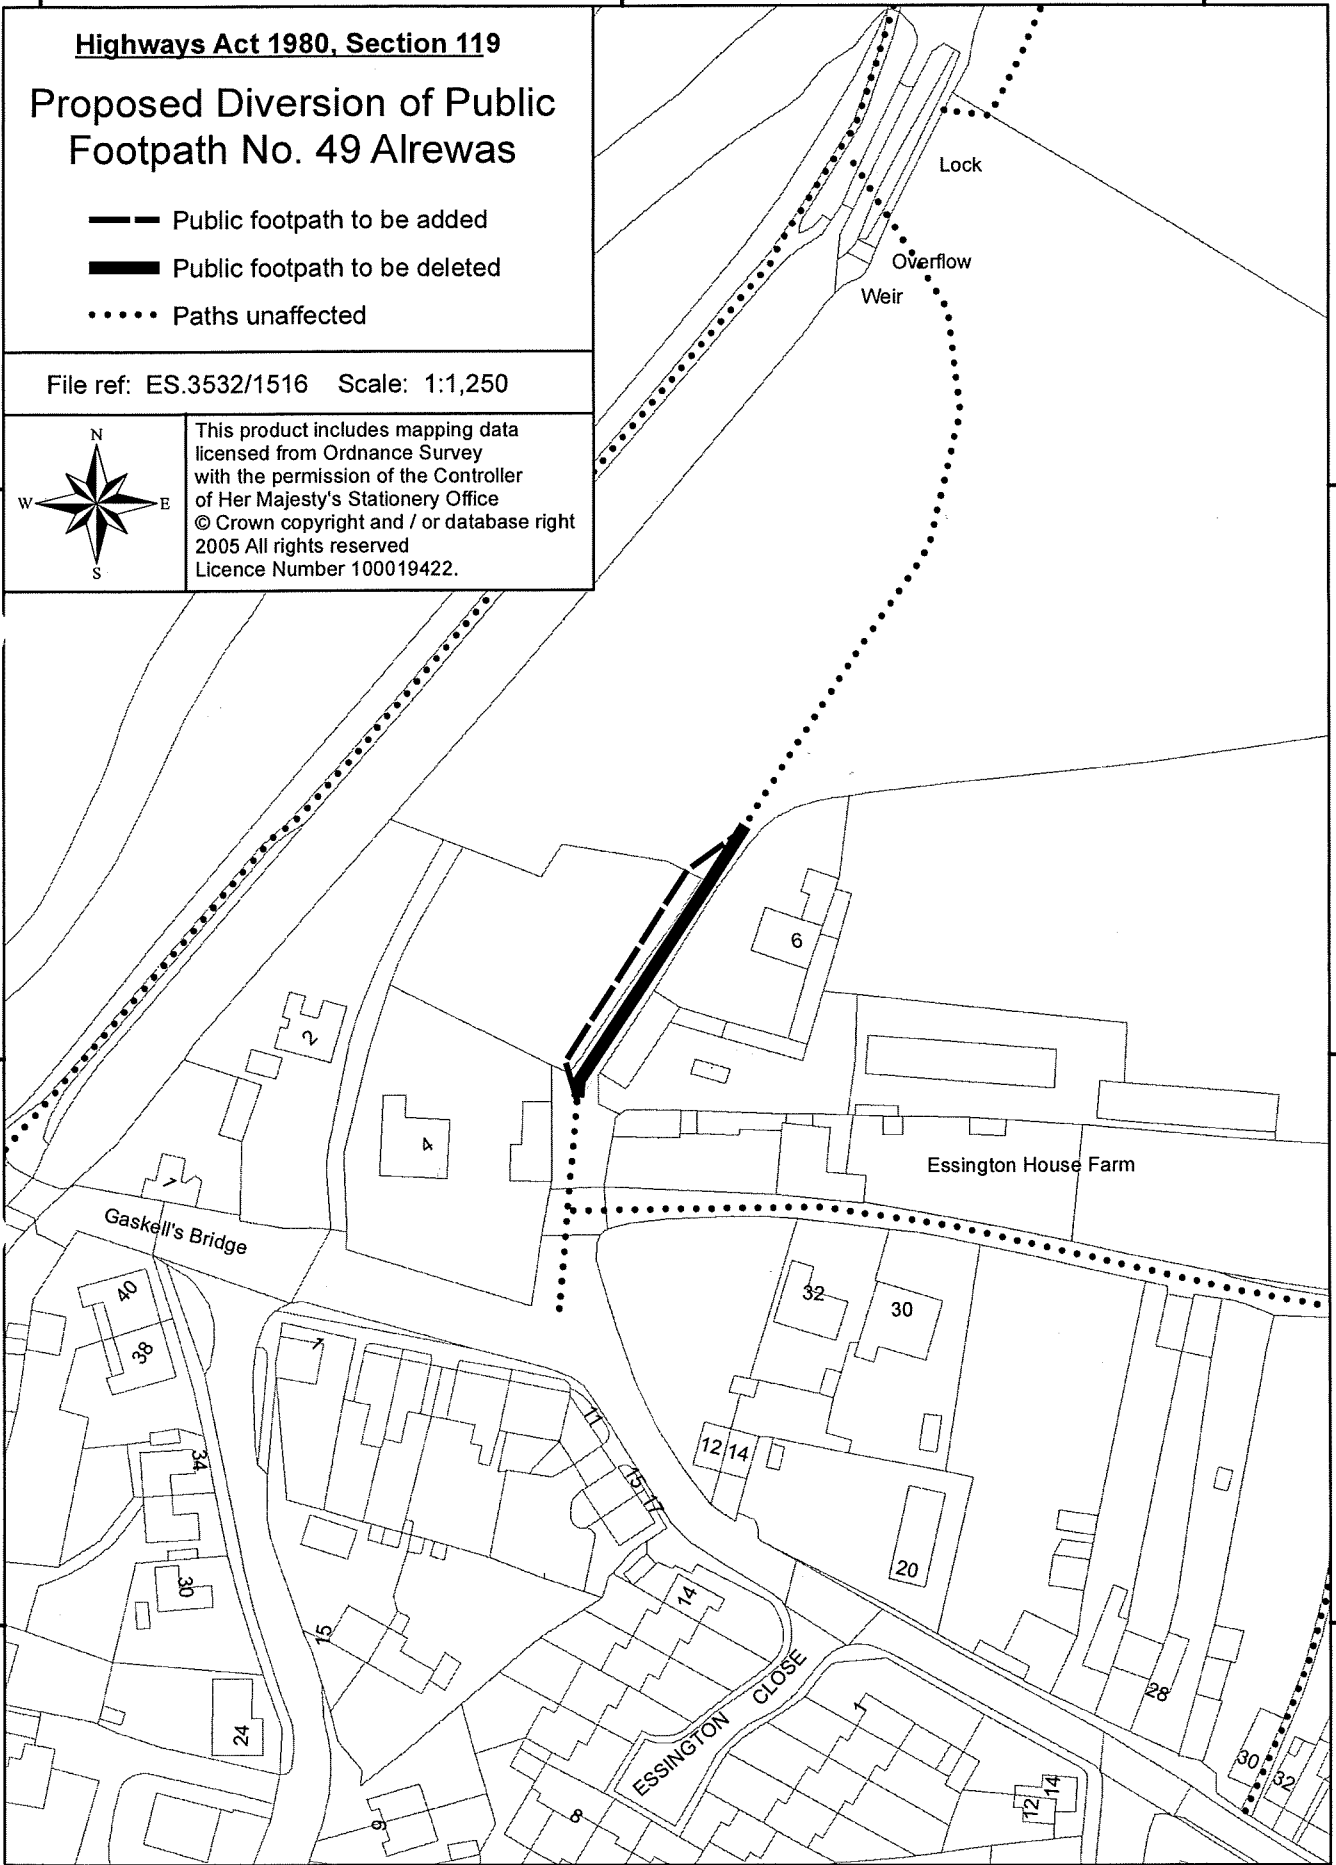 Highways Act 1980, Section 119
Proposed Diversion of Public
Footpath No. 49 Alrewas
Public footpath to be added
Public footpath to be deleted
Paths unaffected
File ref: ES.3532/1516 Scale: 1:1,250
N
W E
S
This product includes mapping data
licensed from Ordnance Survey
with the permission of the Controller
of Her Majesty's Stationery Office
© Crown copyright and / or database right
2005 All rights reserved
Licence Number 100019422.
Lock
Overflow
Weir
6
2
4
Essington House Farm
1
Gaskell's Bridge
40
38
32
30
1
11
12 14
34
15 17
20
30
14
15
ESSINGTON CLOSE
28
1
24
30
32
14
12
9
8